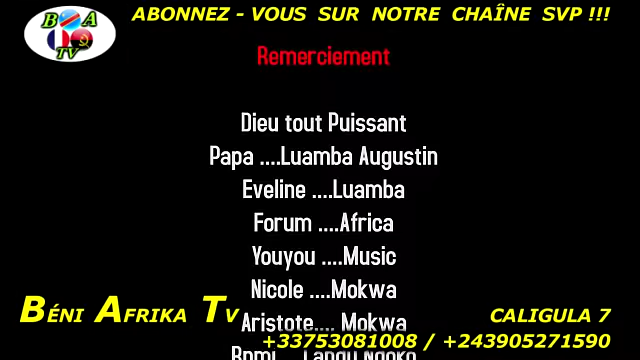 ABONNEZ - VOUS SUR NOTRE CHAÎNE SVP !!!
B A
TV
Remerciement
Dieu tout Puissant
Papa ....Luamba Augustin
Eveline ....Luamba
Forum ....Africa
Youyou ....Music
Nicole ....Mokwa
BÉNI AFRIKA TV
CALIGULA 7
Aristote.... Mokwa
+33753081008 / +243905271590